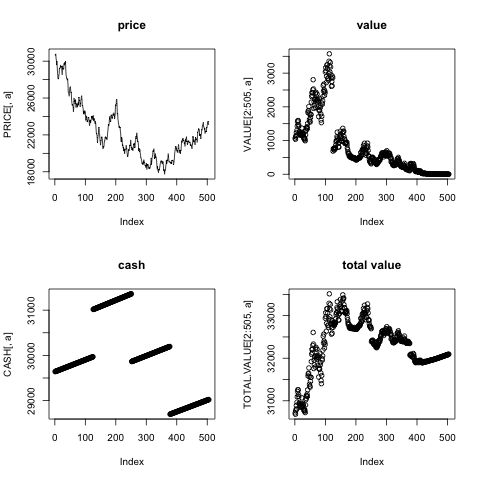 price
PRICE[, a]
18000 22000 26000 30000
0 100 200 300 400 500
Index
value
VALUE[2:505, a]
0 1000 2000 3000
0 100 200 300 400 500
Index
cash
CASH[, a]
29000 30000 31000
0 100 200 300 400 500
Index
total value
TOTAL.VALUE[2:505, a]
31000 32000 33000
0 100 200 300 400 500
Index